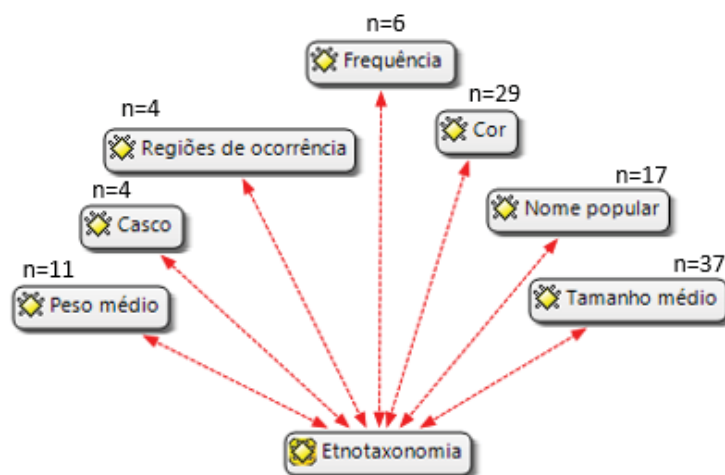 n=6
Frequência
n=29
Cor
n=4
Regiões de ocorrência
n=17
Nome popular
n=4
Casco
n=37
Tamanho médio
n=11
Peso médio
Etnotaxonomia